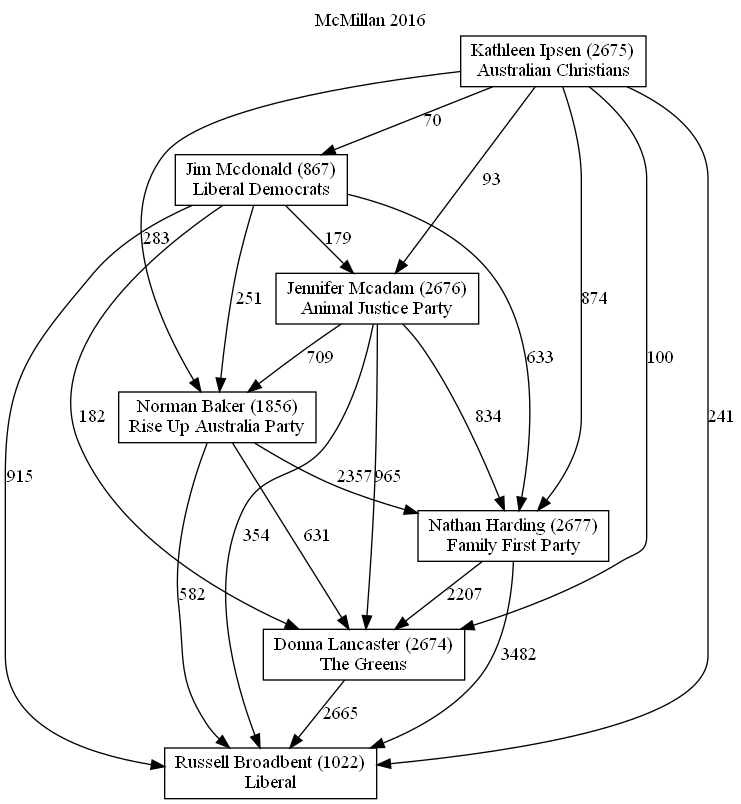 McMillan 2016
Kathleen Ipsen (2675)
Australian Christians
70
Jim Mcdonald (867)
Liberal Democrats
93
283
179
Jennifer Mcadam (2676)
Animal Justice Party
251
874
709
633
100
Norman Baker (1856)
Rise Up Australia Party
182
834
241
915
2357
965
Nathan Harding (2677)
Family First Party
354
631
582
2207
Donna Lancaster (2674)
The Greens
3482
2665
Russell Broadbent (1022)
Liberal